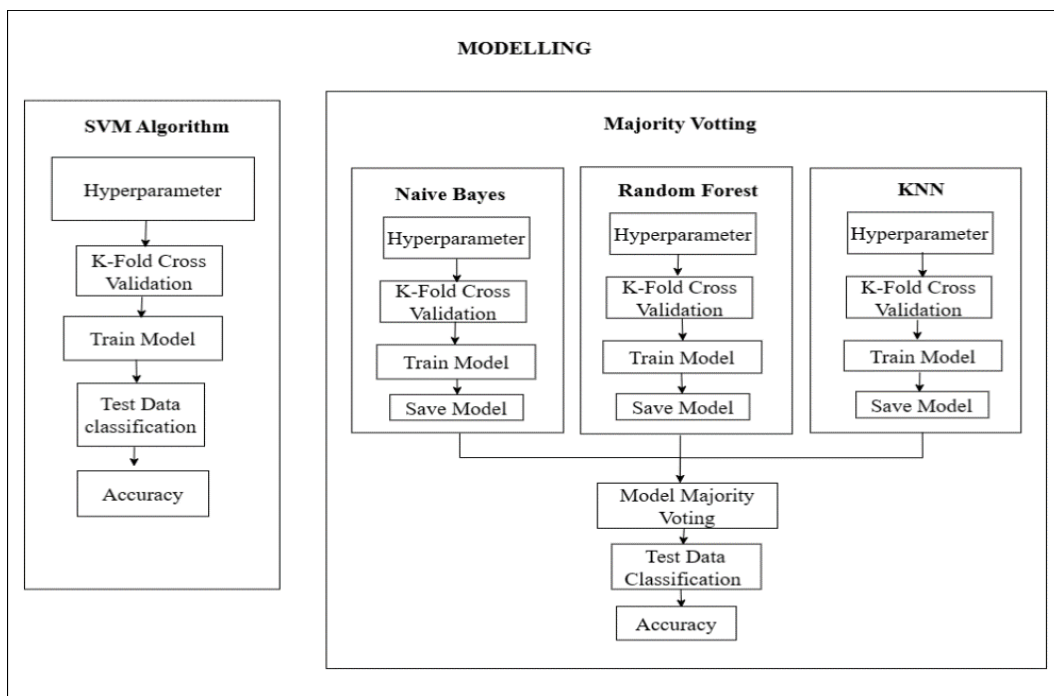 MODELLING
SVM Algorithm
Hyperparameter
K-Fold Cross
Validation
Train Model
Test Data
classification
Accuracy
Majority Votting
Naive Bayes
Hyperparameter
K-Fold Cross
Validation
Train Model
Save Model
Random Forest
Hyperparameter
K-Fold Cross
Validation
Train Model
Save Model
KNN
Hyperparameter
K-Fold Cross
Validation
Train Model
Save Model
Model Majority
Voting
Test Data
Classification
Accuracy